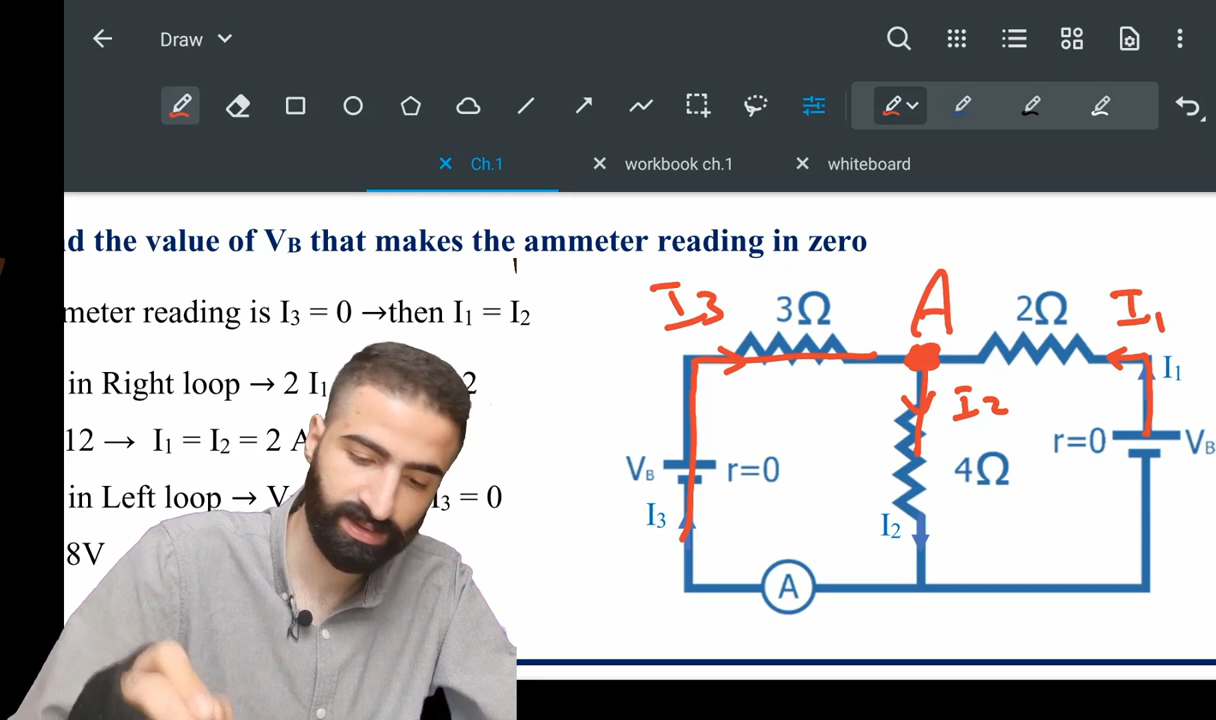 Draw
Ch.1
workbook ch.1
whiteboard
d the value of VB that makes the ammeter reading in zero
meter reading is I3 = 0 →then I1 = I2
in Right loop → 2 I1 2
12 → I1 = I2 = 2 A
in Left loop → V I3 = 0
8V
I3
3Ω
A
2Ω
I1
I1
I2
VB
r=0
4Ω
r=0
VB
I3
I2
A